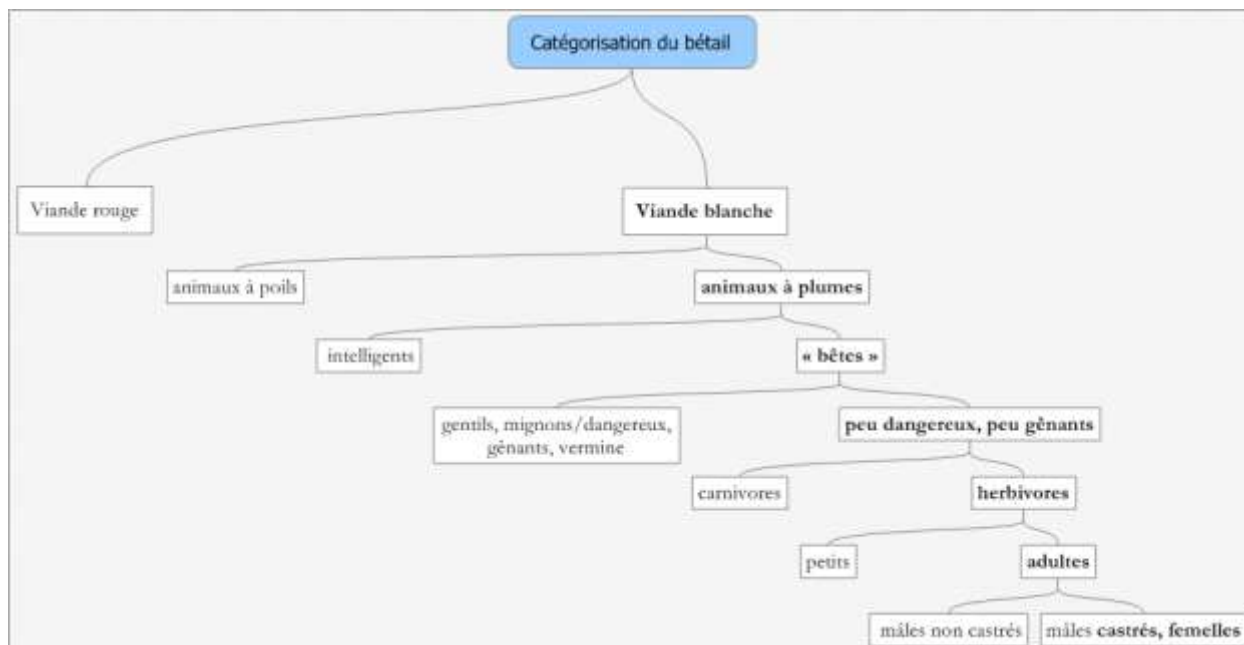 Catégorisation du bétail
Viande rouge
Viande blanche
animaux à poils
animaux à plumes
intelligents
« bêtes »
gentils, mignons/dangereux,
gênants, vermine
peu dangereux, peu gênants
carnivores
herbivores
petits
adultes
mâles non castrés
mâles castrés, femelles